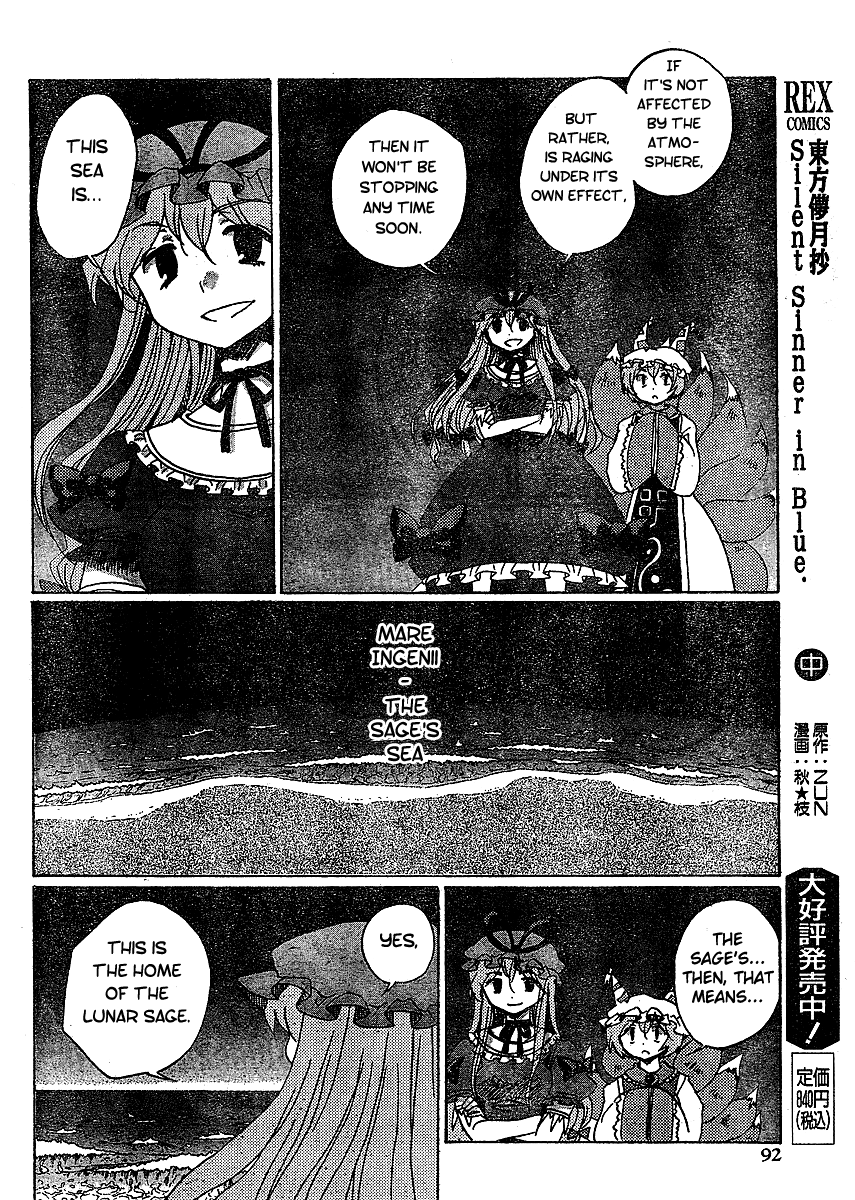 IF
IT'S NOT
AFFECTED
BY THE
ATMO-
SPHERE,
BUT
RATHER,
IS RAGING
UNDER IT'S
OWN EFFECT,
THEN IT
WON'T BE
STOPPING
ANY TIME
SOON.
THIS
SEA
IS...
MARE
INGENII
-
THE
SAGE'S
SEA
THE
SAGE'S...
THEN, THAT
MEANS...
YES,
THIS IS
THE HOME
OF THE
LUNAR SAGE.
REX
COMICS
東方儚月抄
Silent Sinner in Blue.
中
原作:ZUN
漫画:秋★枝
大好評発売中!
定価
840円
(税込)
92